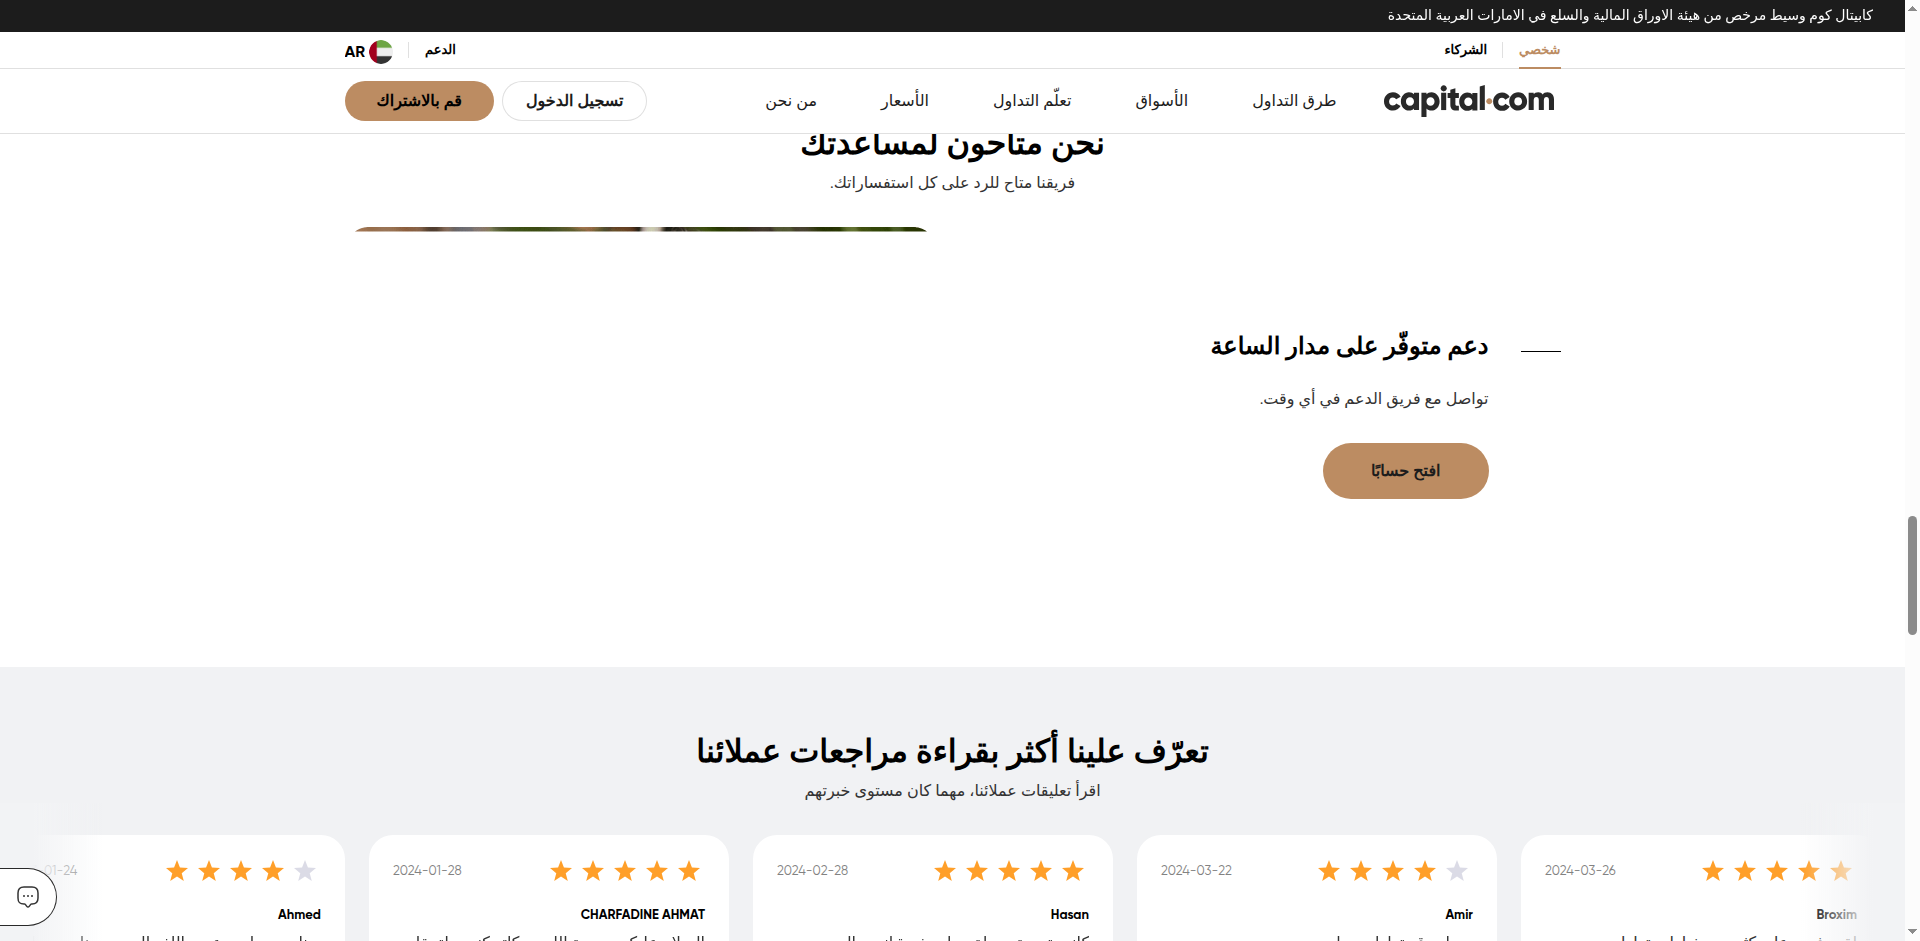 كابيتال كوم وسيط مرخص من هيئة الاوراق المالية والسلع في الامارات العربية المتحدة
شخصي
الشركاء
الدعم
AR
capital.com
طرق التداول
الأسواق
تعلّم التداول
الأسعار
من نحن
تسجيل الدخول
قم بالاشتراك
نحن متاحون لمساعدتك
فريقنا متاح للرد على كل استفساراتك.
دعم متوفّر على مدار الساعة
تواصل مع فريق الدعم في أي وقت.
افتح حسابًا
تعرّف علينا أكثر بقراءة مراجعات عملائنا
اقرأ تعليقات عملائنا، مهما كان مستوى خبرتهم
2024-03-26
Broxim
2024-03-22
Amir
2024-02-28
Hasan
2024-01-28
CHARFADINE AHMAT
01-24
Ahmed